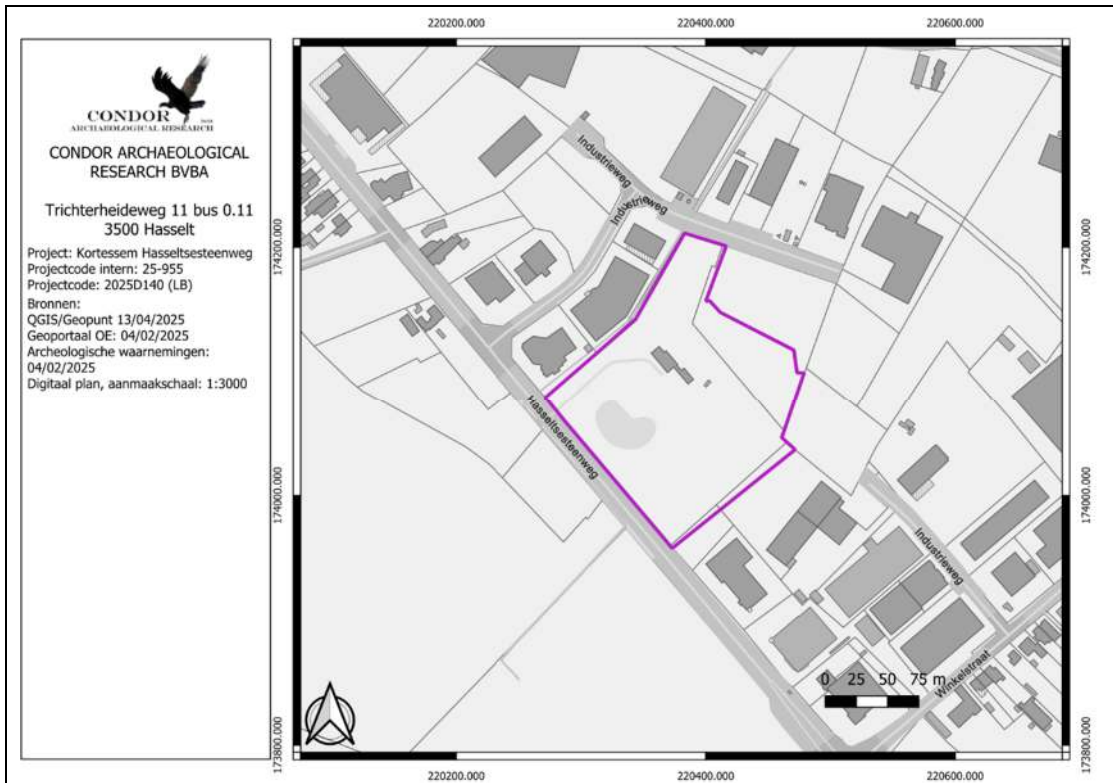 CONDOR
ARCHAEOLOGICAL RESEARCH
CONDOR ARCHAEOLOGICAL
RESEARCH BVBA
Trichterheideweg 11 bus 0.11
3500 Hasselt
Project: Kortessem Hasseltsesteenweg
Projectcode intern: 25-955
Projectcode: 2025D140 (LB)
Bronnen:
QGIS/Geopunt 13/04/2025
Geoportaal OE: 04/02/2025
Archeologische waarnemingen:
04/02/2025
Digitaal plan, aanmaakschaal: 1:3000
220200.000
220400.000
220600.000
174200.000
174000.000
173800.000
174200.000
174000.000
173800.000
Industrieweg
Industrieweg
Hasseltsesteenweg
Industrieweg
Winkelstraat
0 25 50 75 m
220200.000
220400.000
220600.000